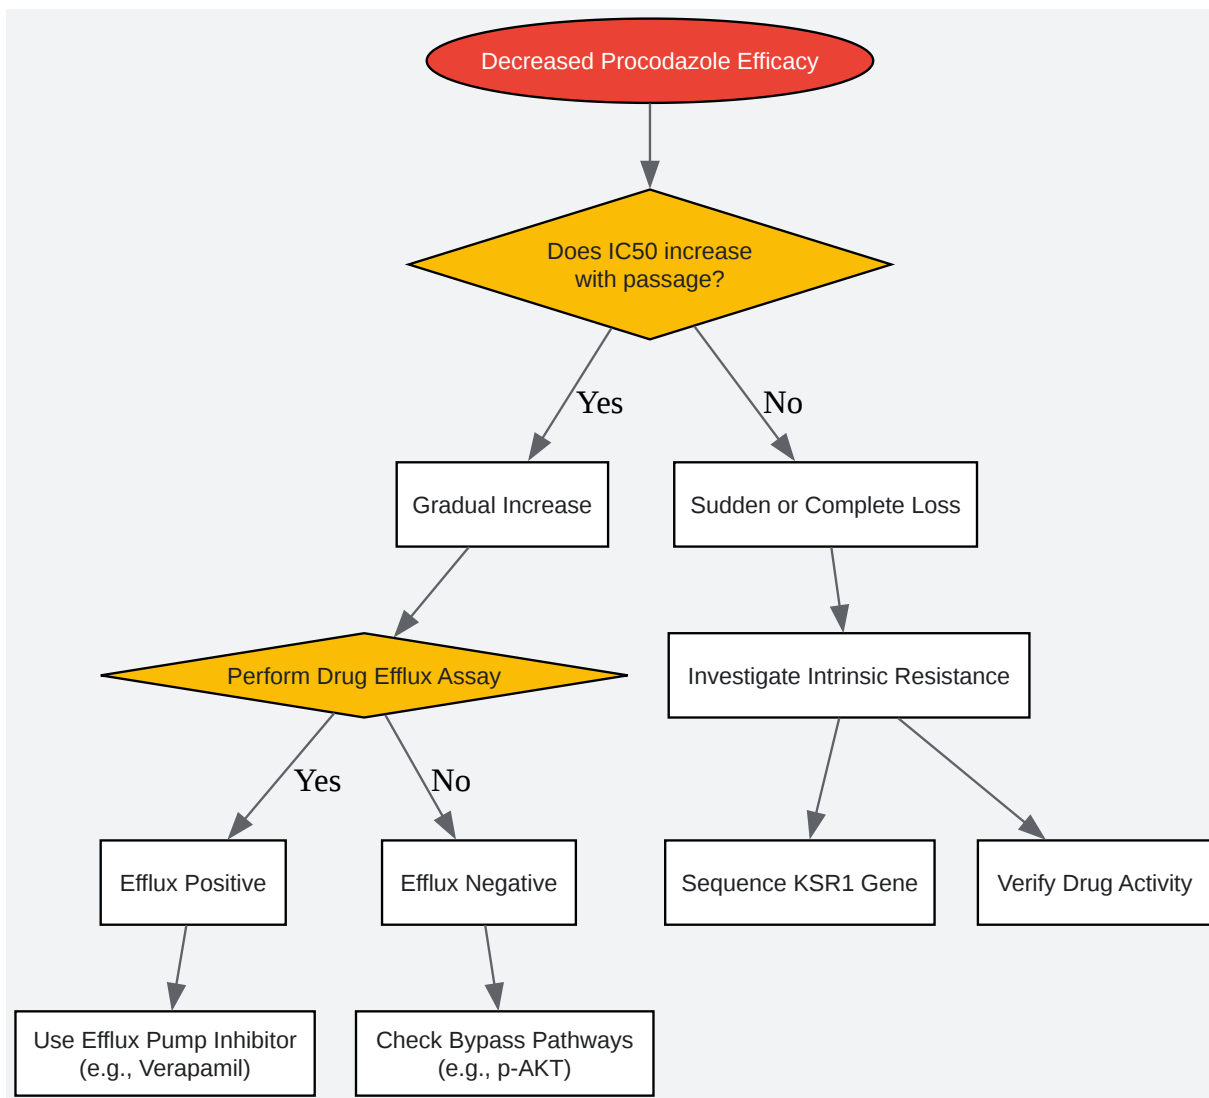 Decreased Procodazole Efficacy
Does IC50 increase
with passage?
Yes
No
Gradual Increase
Sudden or Complete Loss
Perform Drug Efflux Assay
Investigate Intrinsic Resistance
Yes
No
Efflux Positive
Efflux Negative
Sequence KSR1 Gene
Verify Drug Activity
Use Efflux Pump Inhibitor
(e.g., Verapamil)
Check Bypass Pathways
(e.g., p-AKT)